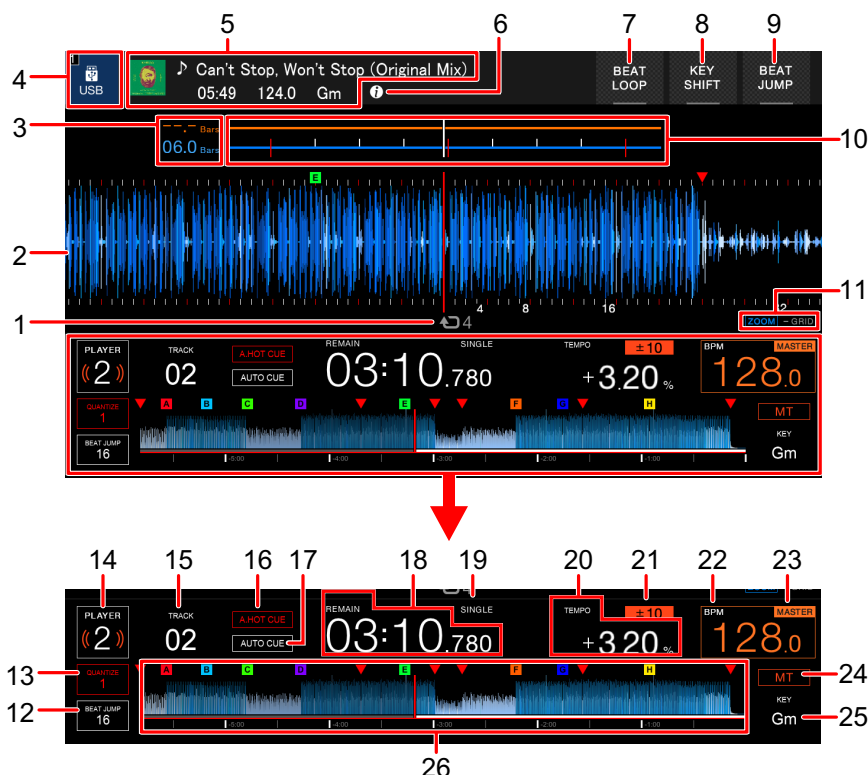 5
6
7
8
9
4
1
USB
♪ Can't Stop, Won't Stop (Original Mix)
05:49 124.0 Gm i
BEAT LOOP
KEY SHIFT
BEAT JUMP
3
--.- Bars
06.0 Bars
10
E
2
4 8 16
11
1
4
ZOOM - GRID
PLAYER
2
TRACK
02
A.HOT CUE
AUTO CUE
REMAIN SINGLE
03:10.780
TEMPO ±10
+3.20 %
BPM MASTER
128.0
QUANTIZE
1
A B C D E F G H
MT
BEAT JUMP
16
KEY
Gm
-5:00 -4:00 -3:00 -2:00 -1:00
14 15 16 17 18 19 20 21 22 23
PLAYER
2
TRACK
02
A.HOT CUE
AUTO CUE
REMAIN SINGLE
03:10.780
TEMPO ±10
+3.20 %
BPM MASTER
128.0
13
QUANTIZE
1
A B C D E F G H
MT
24
12
BEAT JUMP
16
KEY
Gm
25
-5:00 -4:00 -3:00 -2:00 -1:00
26